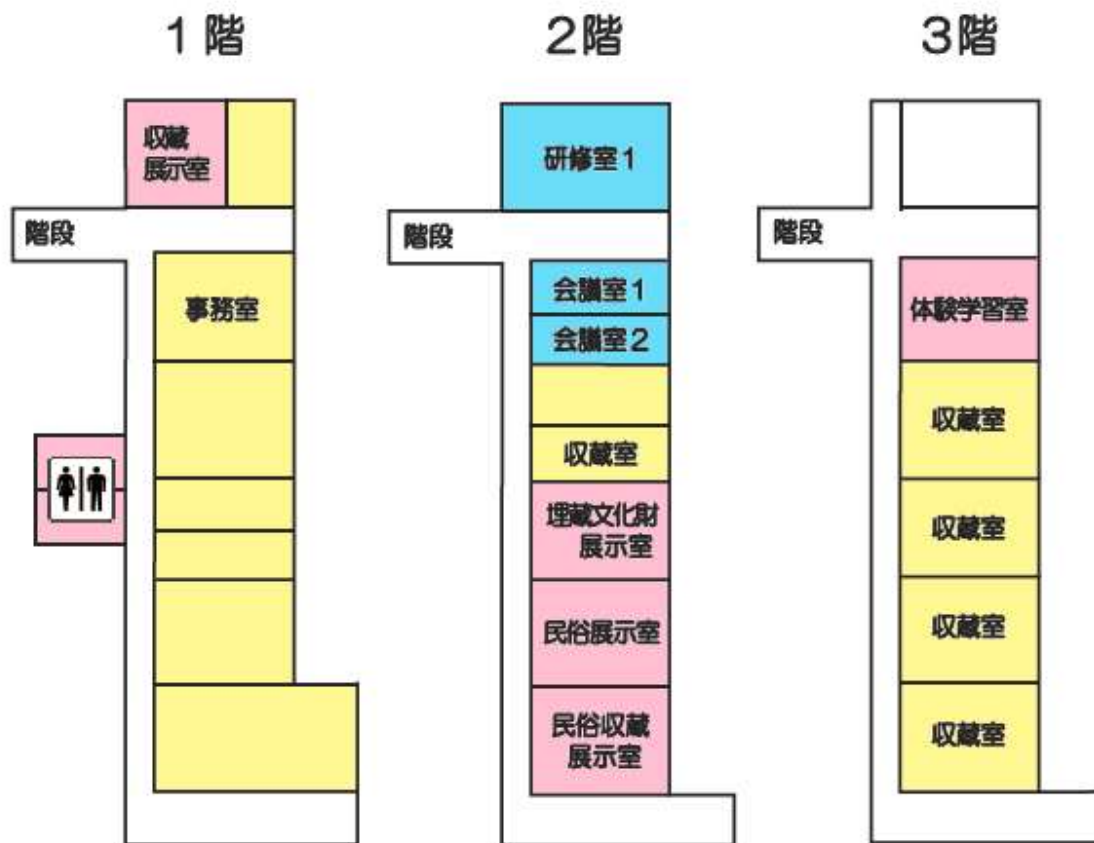 1階
収蔵
展示室
階段
事務室
2階
研修室1
階段
会議室1
会議室2
収蔵室
埋蔵文化財
展示室
民俗展示室
民俗収蔵
展示室
3階
階段
体験学習室
収蔵室
収蔵室
収蔵室
収蔵室